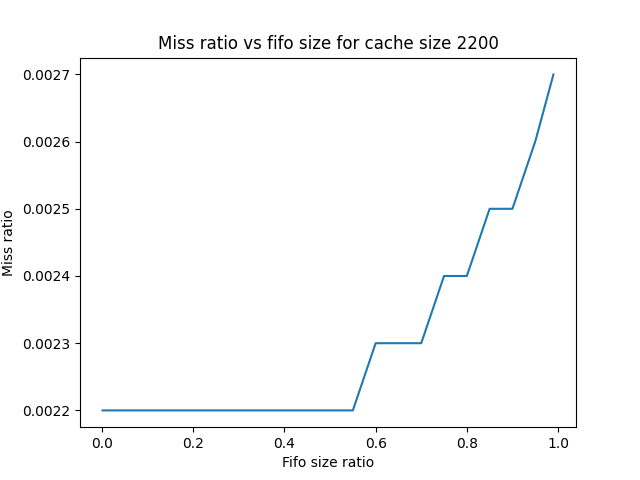 Miss ratio vs fifo size for cache size 2200
0.0027
0.0026
0.0025
0.0024
0.0023
0.0022
Miss ratio
0.0 0.2 0.4 0.6 0.8 1.0
Fifo size ratio